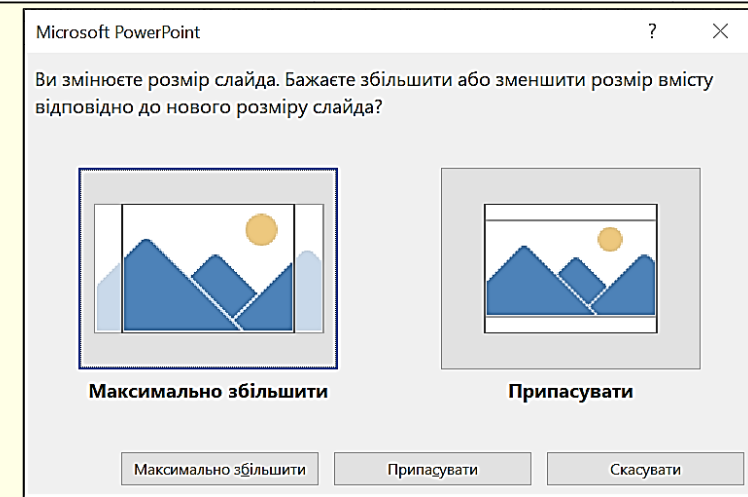 Microsoft PowerPoint ? ×
Ви змінюєте розмір слайда. Бажаєте збільшити або зменшити розмір вмісту
відповідно до нового розміру слайда?
Максимально збільшити Припасувати
Максимально збільшити Припасувати Скасувати